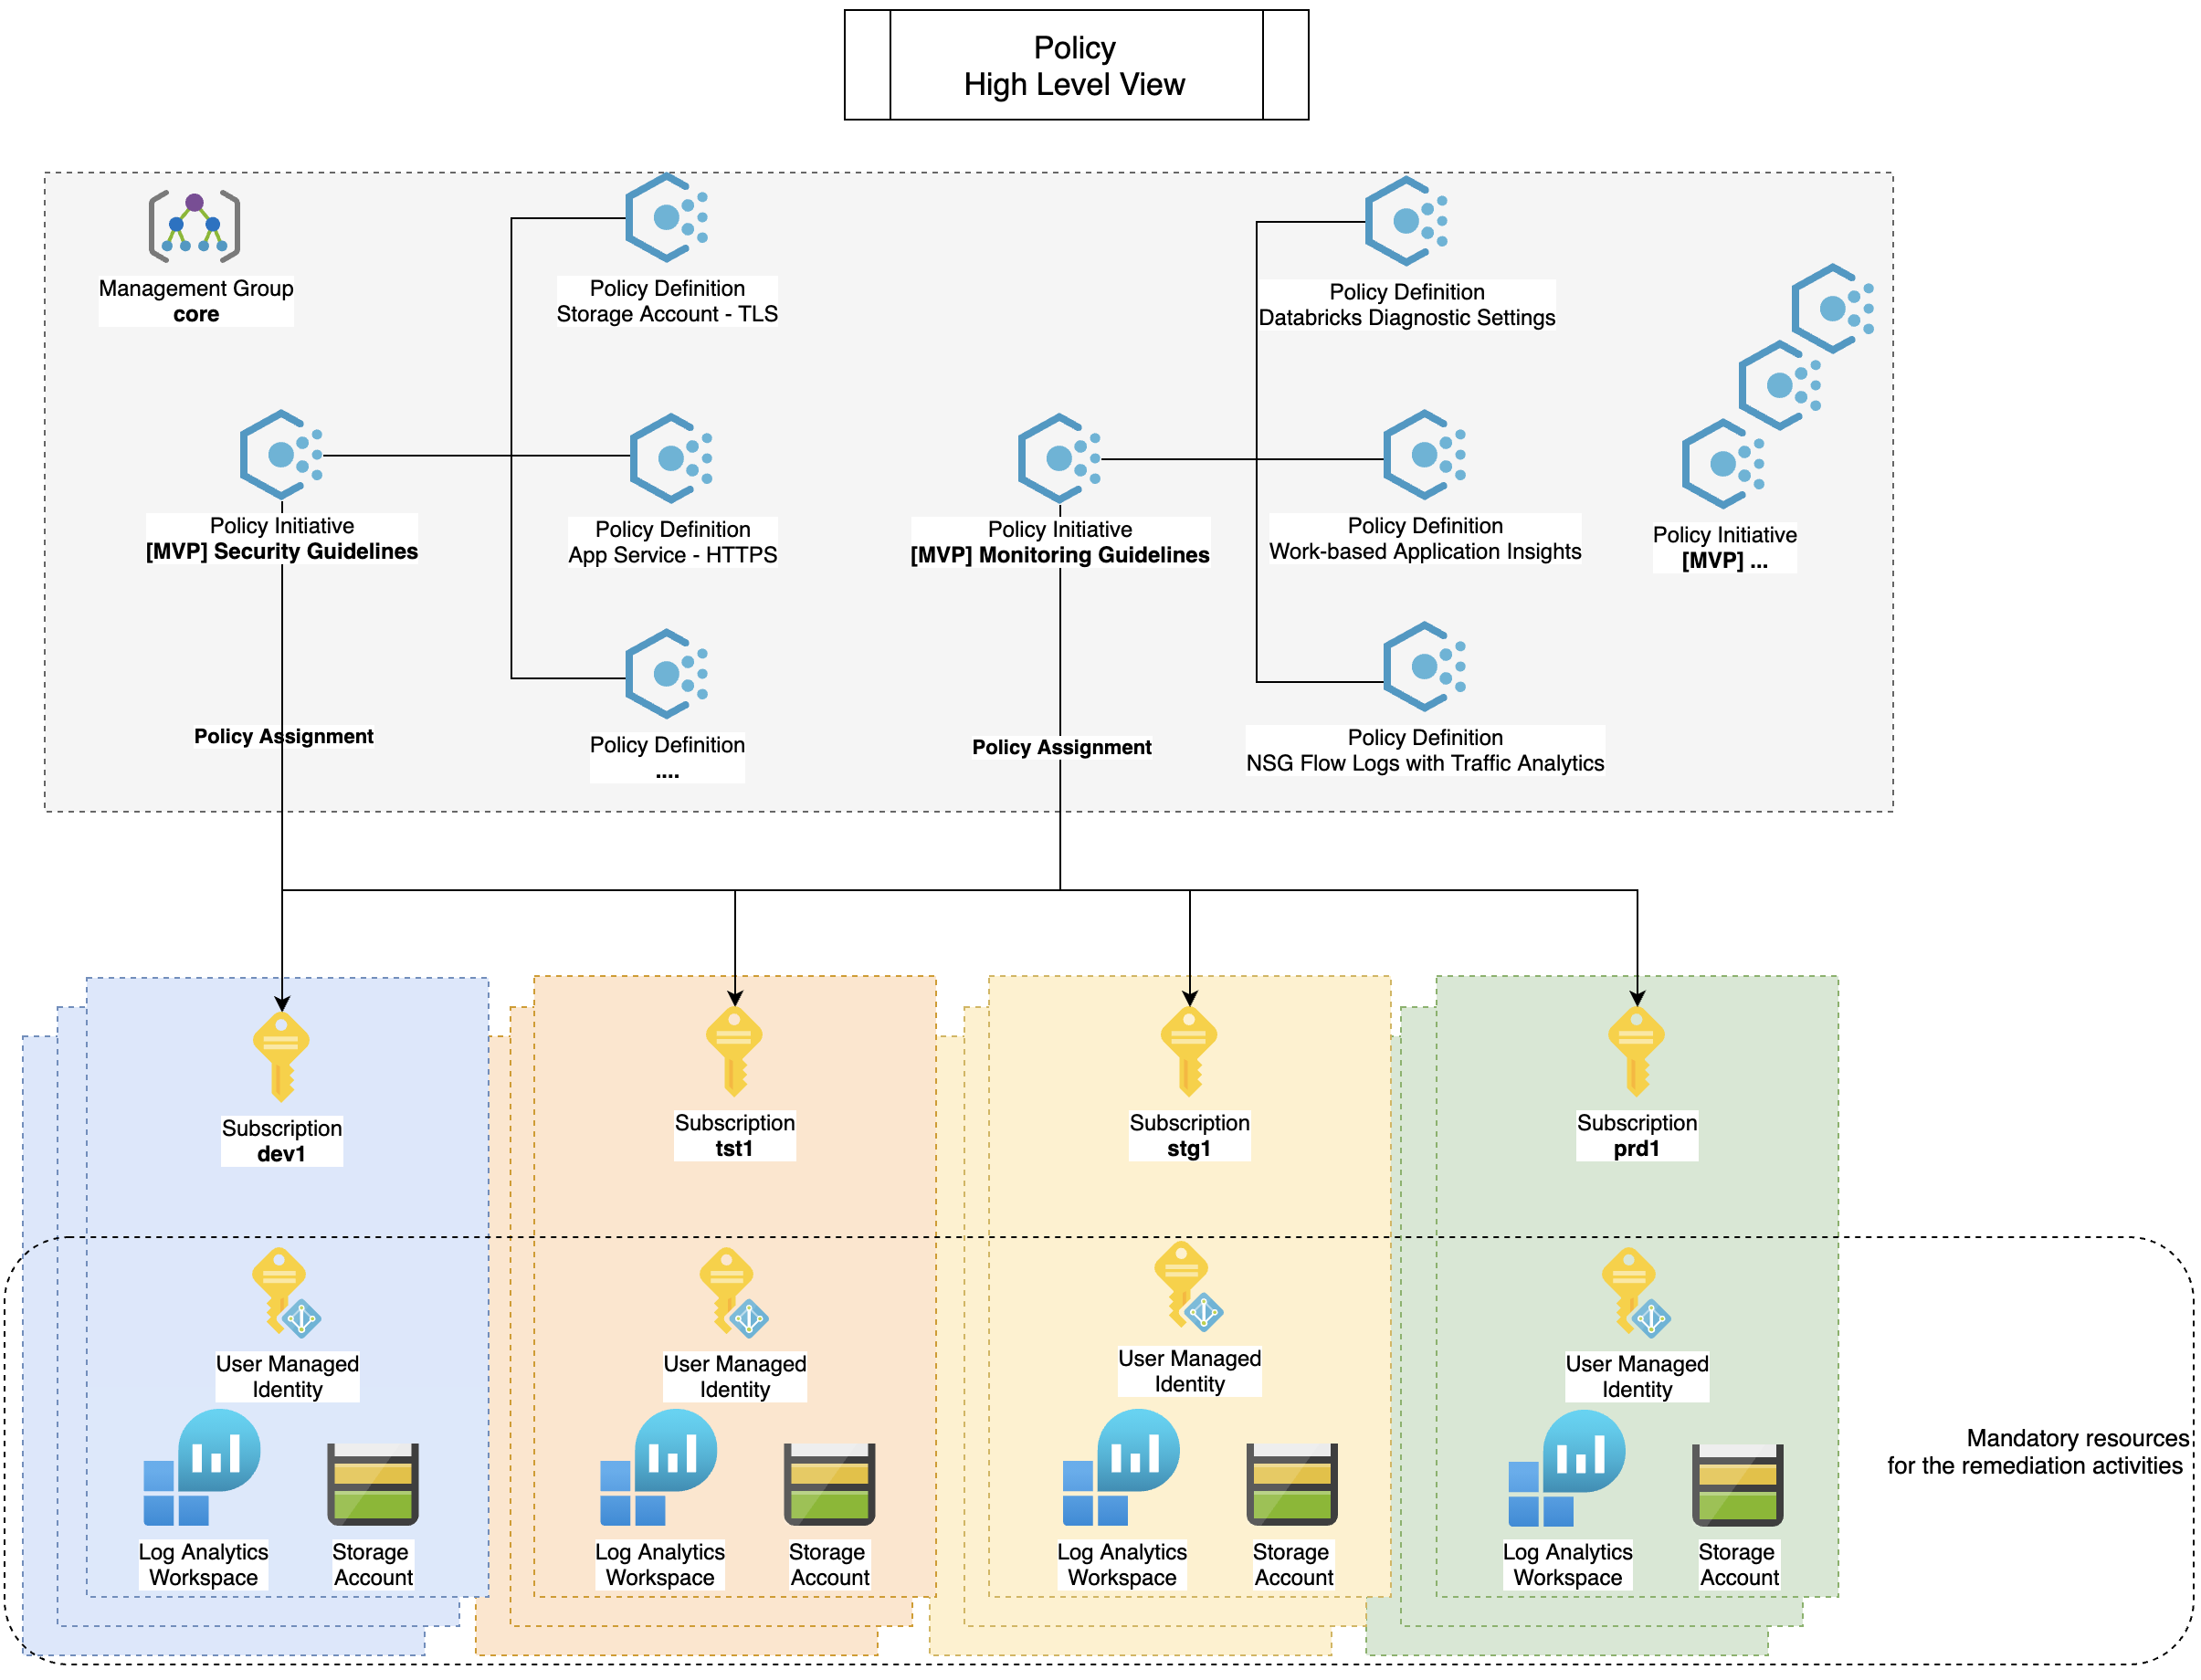 Policy
High Level View
Management Group
core
Policy Definition
Storage Account - TLS
Policy Definition
Databricks Diagnostic Settings
Policy Initiative
[MVP] Security Guidelines
Policy Definition
App Service - HTTPS
Policy Initiative
[MVP] Monitoring Guidelines
Policy Definition
Work-based Application Insights
Policy Initiative
[MVP] ...
Policy Assignment
Policy Definition
....
Policy Assignment
Policy Definition
NSG Flow Logs with Traffic Analytics
Subscription
dev1
Subscription
tst1
Subscription
stg1
Subscription
prd1
User Managed
Identity
User Managed
Identity
User Managed
Identity
User Managed
Identity
Log Analytics
Workspace
Storage
Account
Log Analytics
Workspace
Storage
Account
Log Analytics
Workspace
Storage
Account
Log Analytics
Workspace
Storage
Account
Mandatory resources
for the remediation activities